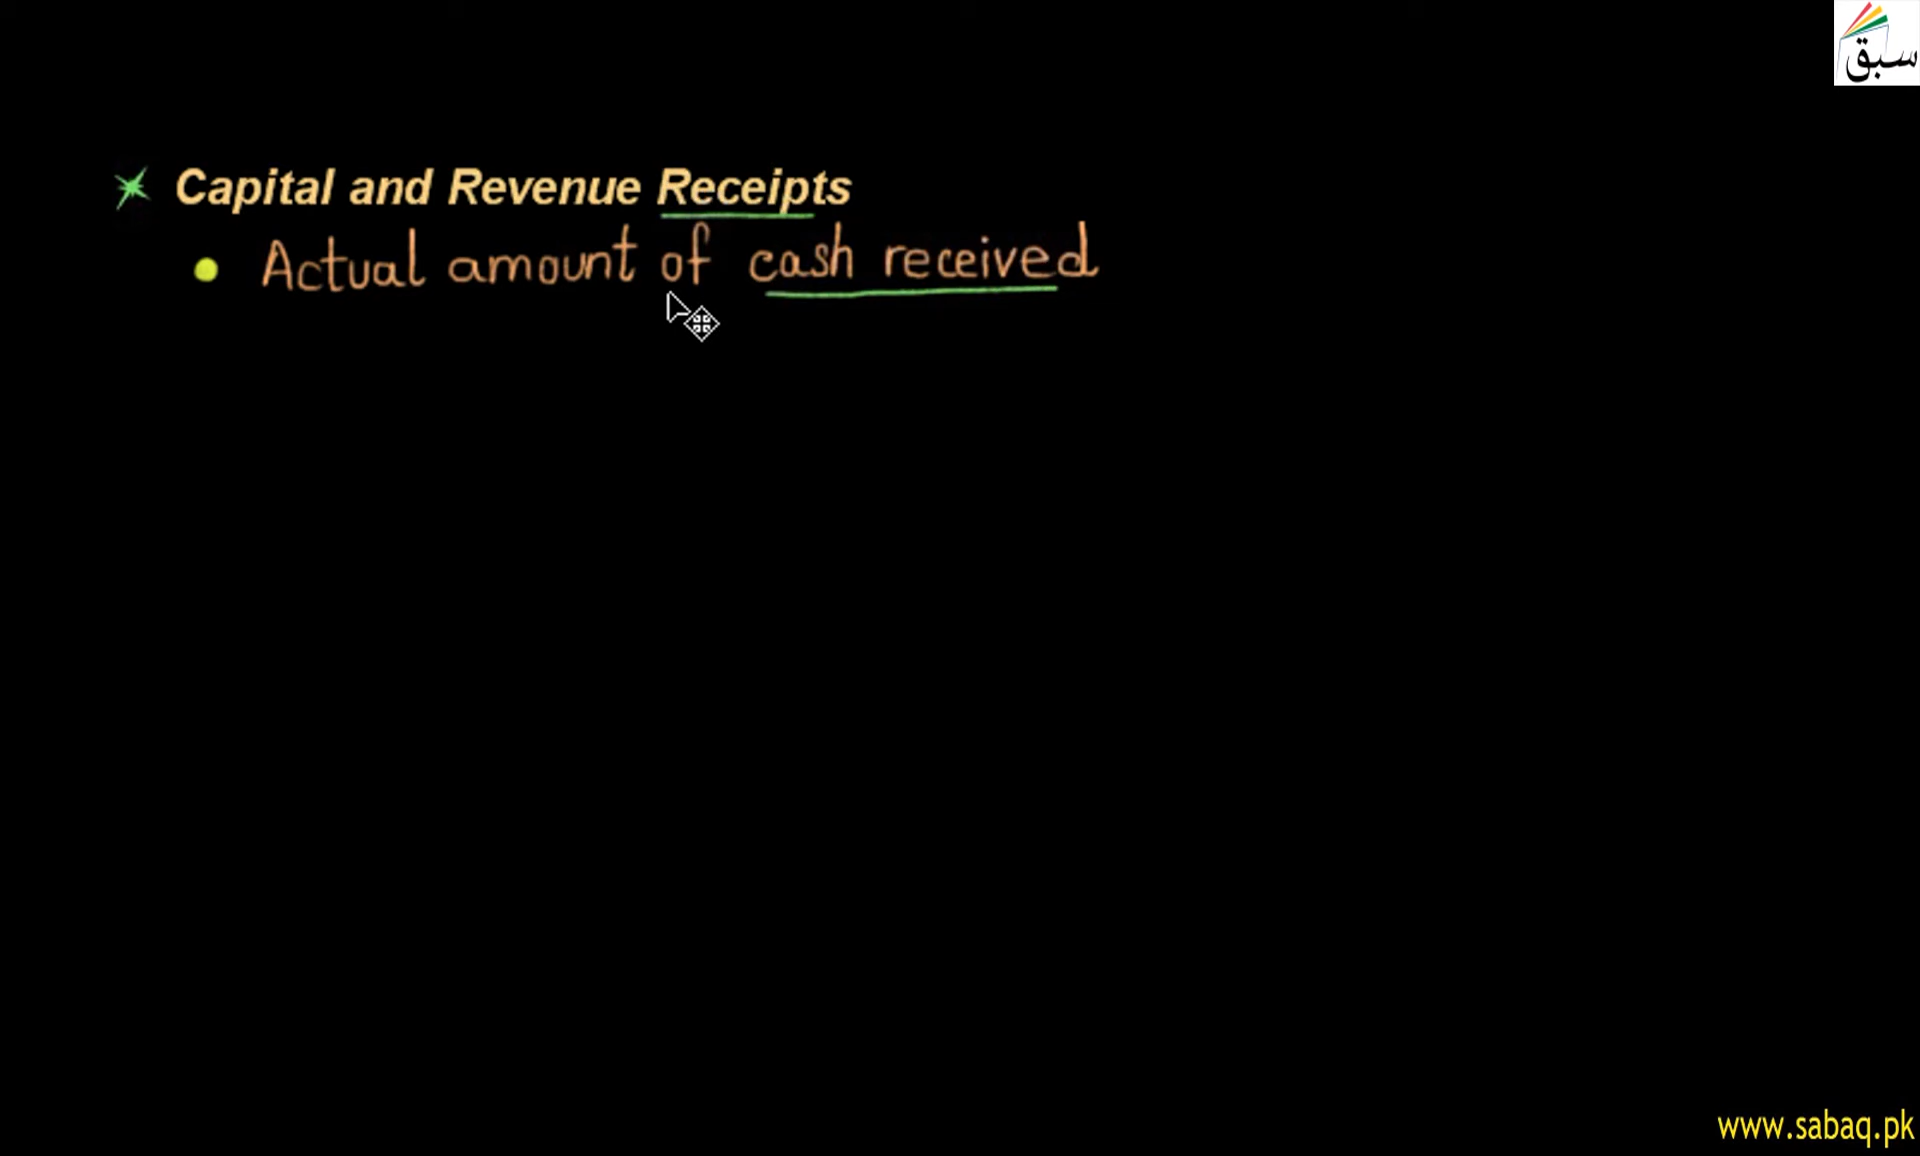 سبق
Capital and Revenue Receipts
Actual amount of cash received
www.sabaq.pk